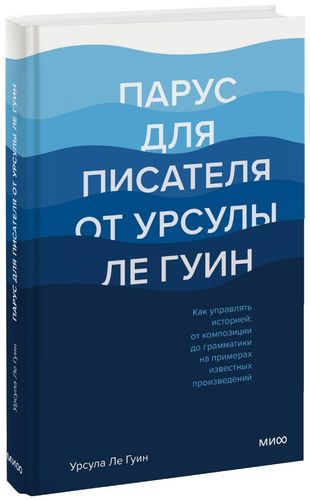 ПАРУС
ДЛЯ
ПИСАТЕЛЯ
ОТ УРСУЛЫ
ЛЕ ГУИН
Как управлять
историей:
от композиции
до грамматики
на примерах
известных
произведений
Урсула Ле Гуин
МИФ
ПАРУС ДЛЯ ПИСАТЕЛЯ ОТ УРСУЛЫ ЛЕ ГУИН
Урсула Ле Гуин
МИФ